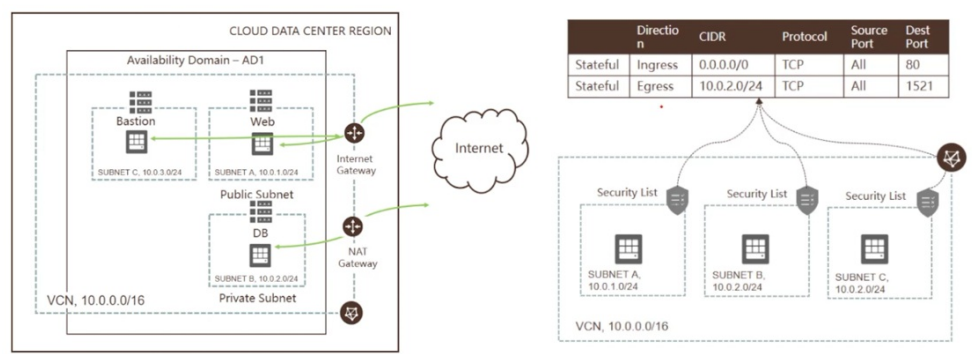 CLOUD DATA CENTER REGION
Availability Domain – AD1
Bastion
Web
SUBNET C, 10.0.3.0/24
SUBNET A, 10.0.1.0/24
Internet
Gateway
Public Subnet
DB
SUBNET B, 10.0.2.0/24
NAT
Gateway
Private Subnet
VCN, 10.0.0.0/16
Internet
Directio
n CIDR Protocol Source
Port Dest
Port
Stateful Ingress 0.0.0.0/0 TCP All 80
Stateful Egress 10.0.2.0/24 TCP All 1521
Security List
Security List
Security List
SUBNET A,
10.0.1.0/24
SUBNET B,
10.0.2.0/24
SUBNET C,
10.0.2.0/24
VCN, 10.0.0.0/16